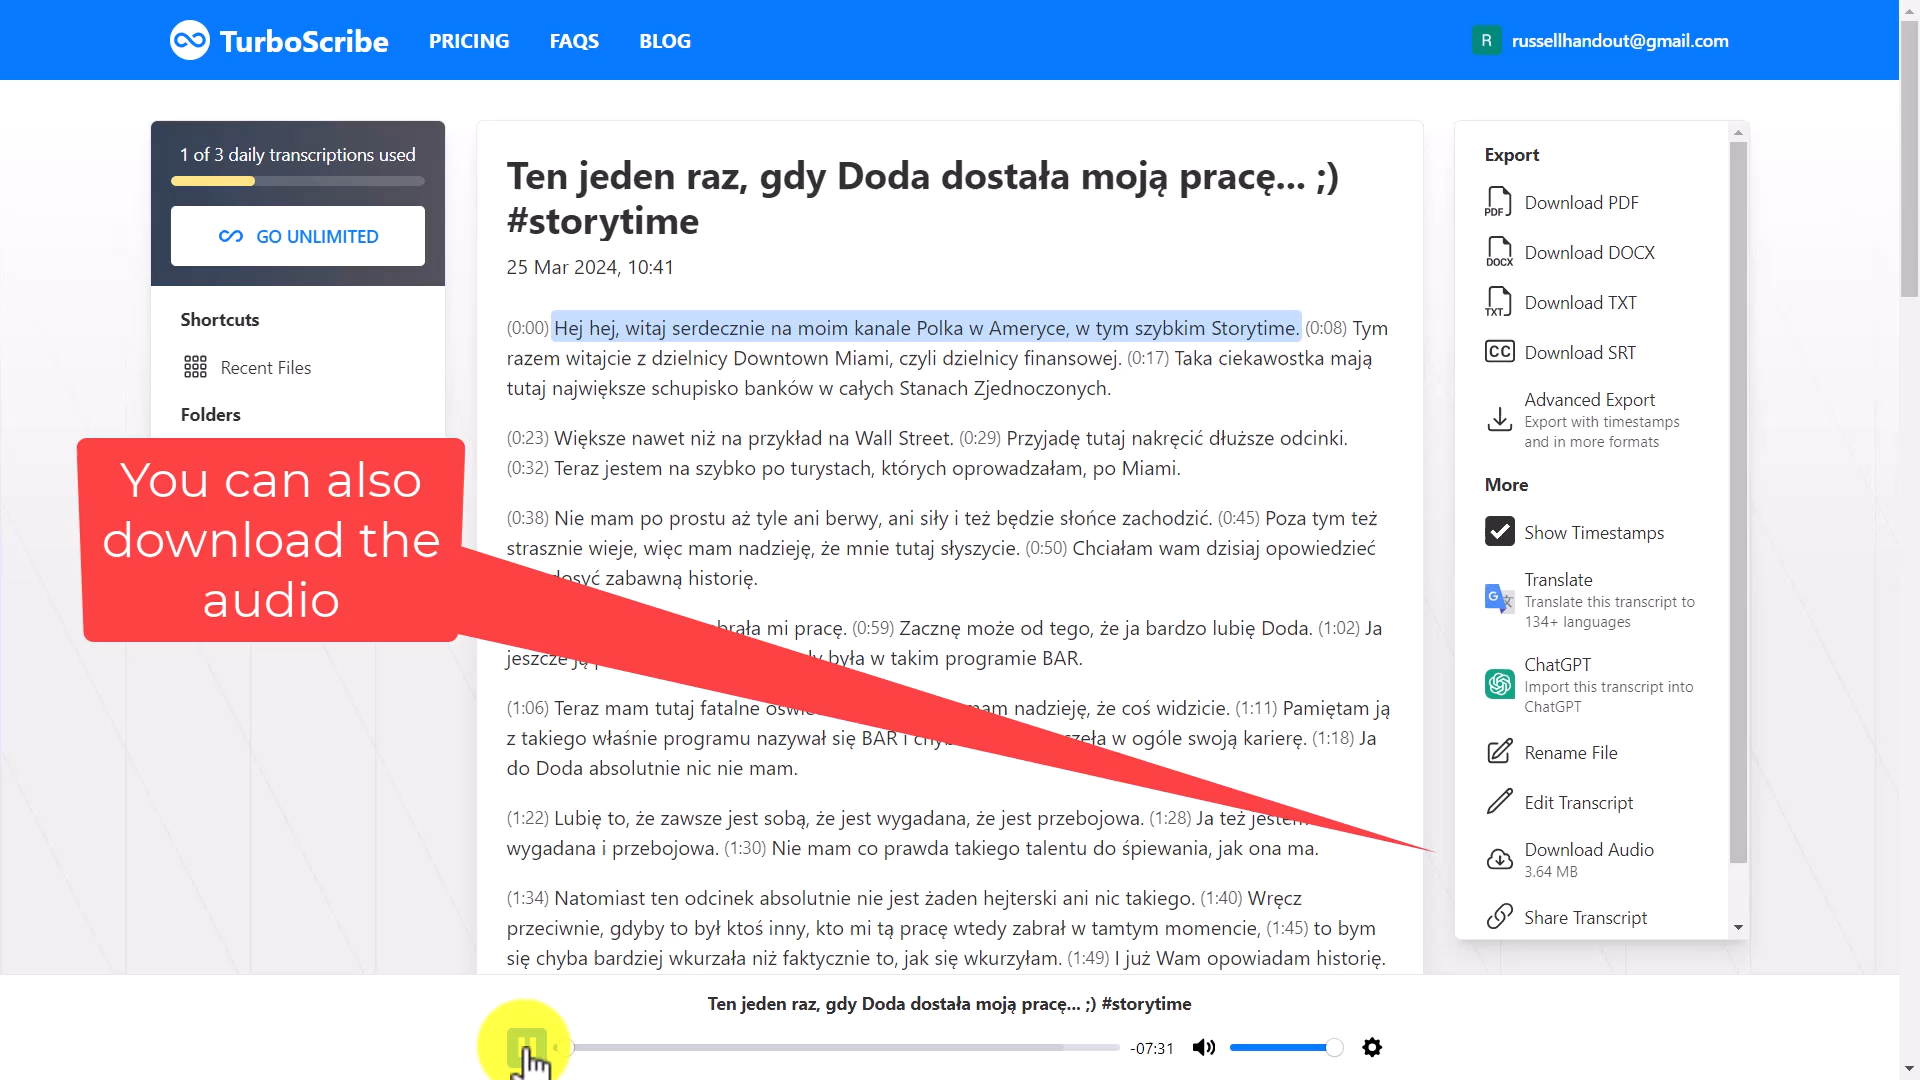 TurboScribe
PRICING
FAQS
BLOG
R
russellhandout@gmail.com
1 of 3 daily transcriptions used
GO UNLIMITED
Shortcuts
Recent Files
Folders
You can also
download the
audio
Ten jeden raz, gdy Doda dostała moją pracę... ;)
#storytime
25 Mar 2024, 10:41
(0:00) Hej hej, witaj serdecznie na moim kanale Polka w Ameryce, w tym szybkim Storytime. (0:08) Tym
razem witajcie z dzielnicy Downtown Miami, czyli dzielnicy finansowej. (0:17) Taka ciekawostka mają
tutaj największe schupisko banków w całych Stanach Zjednoczonych.
(0:23) Większe nawet niż na przykład na Wall Street. (0:29) Przyjadę tutaj nakręcić dłuższe odcinki.
(0:32) Teraz jestem na szybko po turystach, których oprowadzałam, po Miami.
(0:38) Nie mam po prostu aż tyle ani berwy, ani siły i też będzie słońce zachodzić. (0:45) Poza tym też
strasznie wieje, więc mam nadzieję, że mnie tutaj słyszycie. (0:50) Chciałam wam dzisiaj opowiedzieć
dosyć zabawną historię.
mi pracę. (0:59) Zacznę może od tego, że ja bardzo lubię Doda. (1:02) Ja
jeszcze ją była w takim programie BAR.
(1:06) Teraz mam tutaj fatalne mam nadzieję, że coś widzicie. (1:11) Pamiętam ją
z takiego właśnie programu nazywał się BAR i w ogóle swoją karierę. (1:18) Ja
do Doda absolutnie nic nie mam.
(1:22) Lubię to, że zawsze jest sobą, że jest wygadana, że jest przebojowa. (1:28) Ja też jestem
wygadana i przebojowa. (1:30) Nie mam co prawda takiego talentu do śpiewania, jak ona ma.
(1:34) Natomiast ten odcinek absolutnie nie jest żaden hejterski ani nic takiego. (1:40) Wręcz
przeciwnie, gdyby to był ktoś inny, kto mi tą pracę wtedy zabrał w tamtym momencie, (1:45) to bym
się chyba bardziej wkurzała niż faktycznie to, jak się wkurzyłam. (1:49) I już Wam opowiadam historię.
Export
PDF Download PDF
DOCX Download DOCX
TXT Download TXT
CC Download SRT
Advanced Export
Export with timestamps
and in more formats
More
Show Timestamps
Translate
Translate this transcript to
134+ languages
ChatGPT
Import this transcript into
ChatGPT
Rename File
Edit Transcript
Download Audio
3.64 MB
Share Transcript
Ten jeden raz, gdy Doda dostała moją pracę... ;) #storytime
-07:31